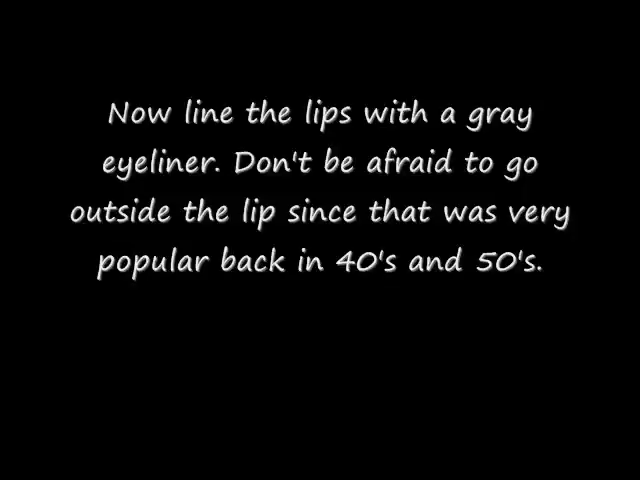 Now line the lips with a gray
eyeliner. Don't be afraid to go
outside the lip since that was very
popular back in 40's and 50's.